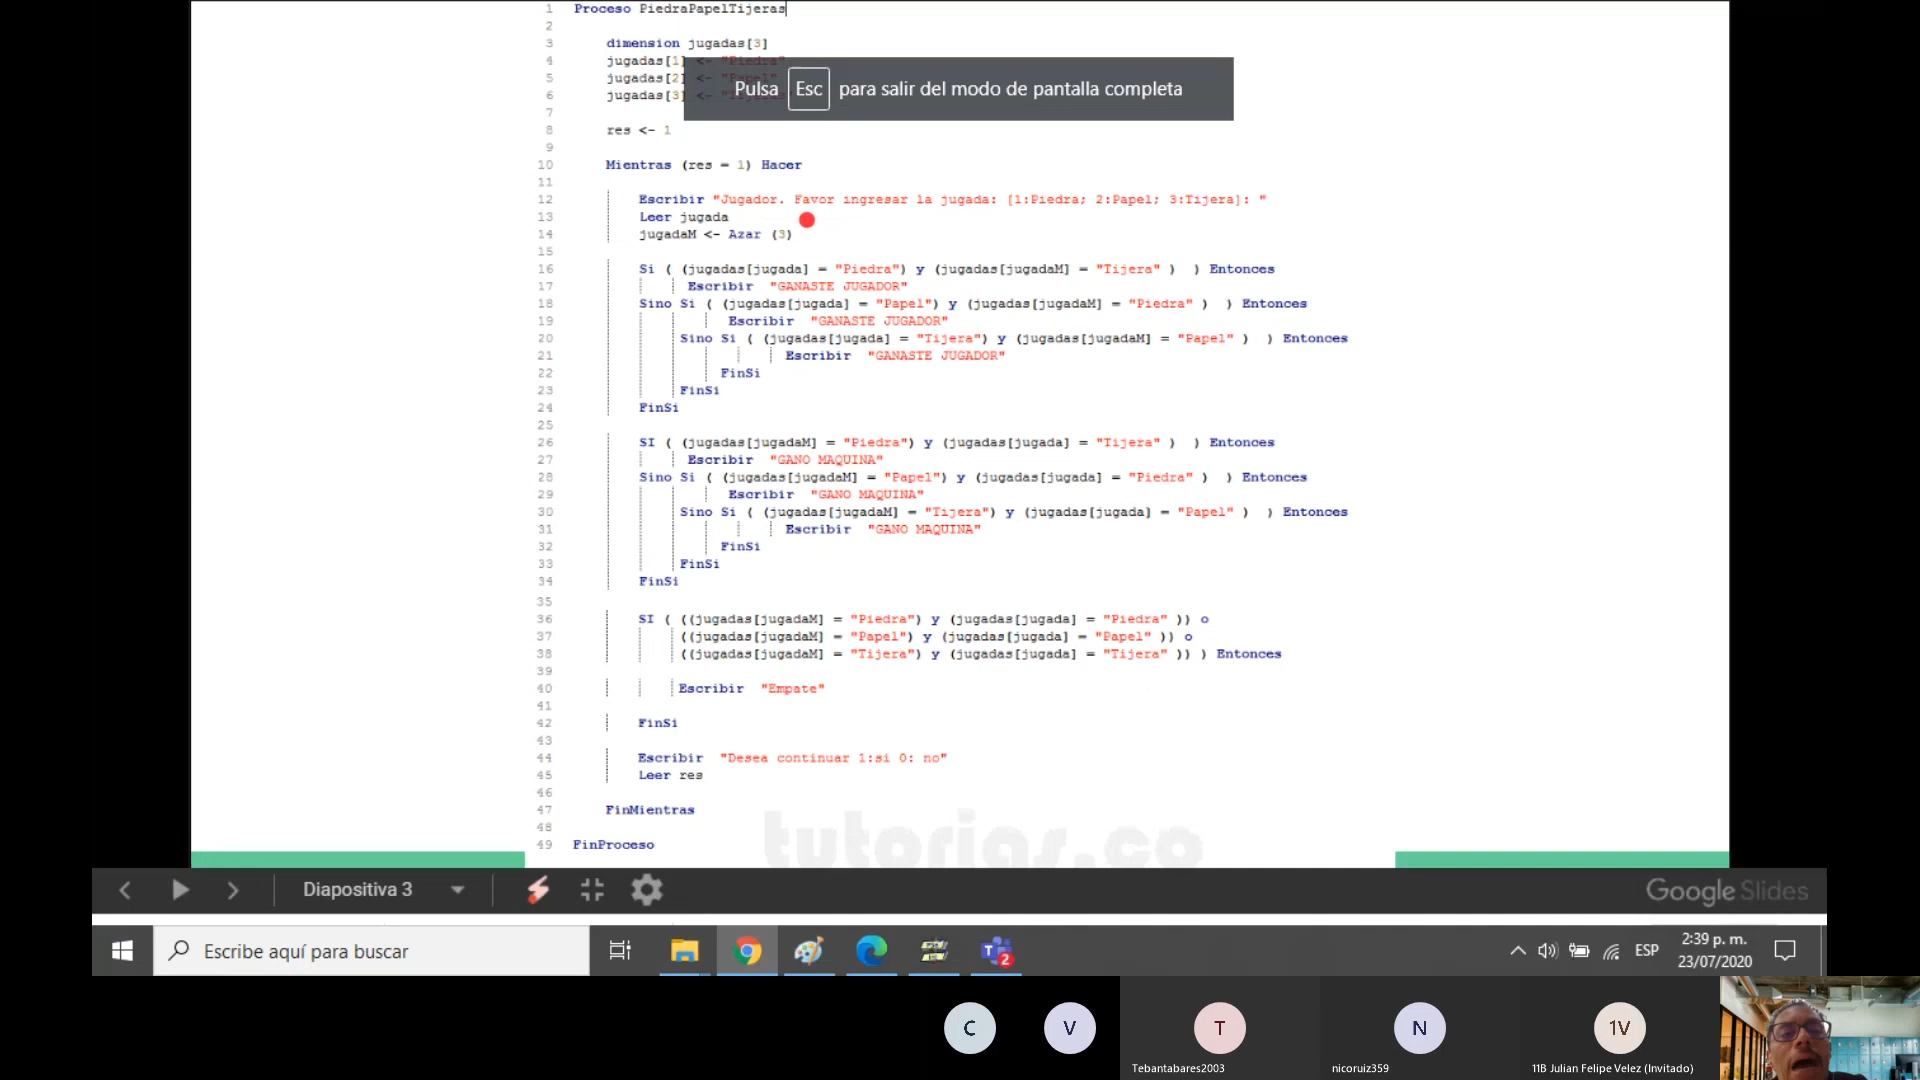 1 Proceso PiedraPapelTijeras
2
3 dimension jugadas[3]
4 jugadas[1] <- "Piedra"
5 jugadas[2] <- "Papel"
6 jugadas[3] <-
Pulsa Esc para salir del modo de pantalla completa
7
8 res <- 1
9
10 Mientras (res = 1) Hacer
11
12 Escribir "Jugador. Favor ingresar la jugada: [1:Piedra; 2:Papel; 3:Tijera]: "
13 Leer jugada
14 jugadaM <- Azar (3)
15
16 Si ( (jugadas[jugada] = "Piedra") y (jugadas[jugadaM] = "Tijera" ) ) Entonces
17 Escribir "GANASTE JUGADOR"
18 Sino Si ( (jugadas[jugada] = "Papel") y (jugadas[jugadaM] = "Piedra" ) ) Entonces
19 Escribir "GANASTE JUGADOR"
20 Sino Si ( (jugadas[jugada] = "Tijera") y (jugadas[jugadaM] = "Papel" ) ) Entonces
21 Escribir "GANASTE JUGADOR"
22 FinSi
23 FinSi
24 FinSi
25
26 SI ( (jugadas[jugadaM] = "Piedra") y (jugadas[jugada] = "Tijera" ) ) Entonces
27 Escribir "GANO MAQUINA"
28 Sino Si ( (jugadas[jugadaM] = "Papel") y (jugadas[jugada] = "Piedra" ) ) Entonces
29 Escribir "GANO MAQUINA"
30 Sino Si ( (jugadas[jugadaM] = "Tijera") y (jugadas[jugada] = "Papel" ) ) Entonces
31 Escribir "GANO MAQUINA"
32 FinSi
33 FinSi
34 FinSi
35
36 SI ( ((jugadas[jugadaM] = "Piedra") y (jugadas[jugada] = "Piedra" )) o
37 ((jugadas[jugadaM] = "Papel") y (jugadas[jugada] = "Papel" )) o
38 ((jugadas[jugadaM] = "Tijera") y (jugadas[jugada] = "Tijera" )) ) Entonces
39
40 Escribir "Empate"
41
42 FinSi
43
44 Escribir "Desea continuar 1:si 0: no"
45 Leer res
46
47 FinMientras
48
49 FinProceso
tutorias.co
Diapositiva 3
Google Slides
Escribe aquí para buscar
2
ESP
2:39 p. m.
23/07/2020
C
V
T
N
1V
Tebantabares2003
nicoruiz359
11B Julian Felipe Velez (Invitado)